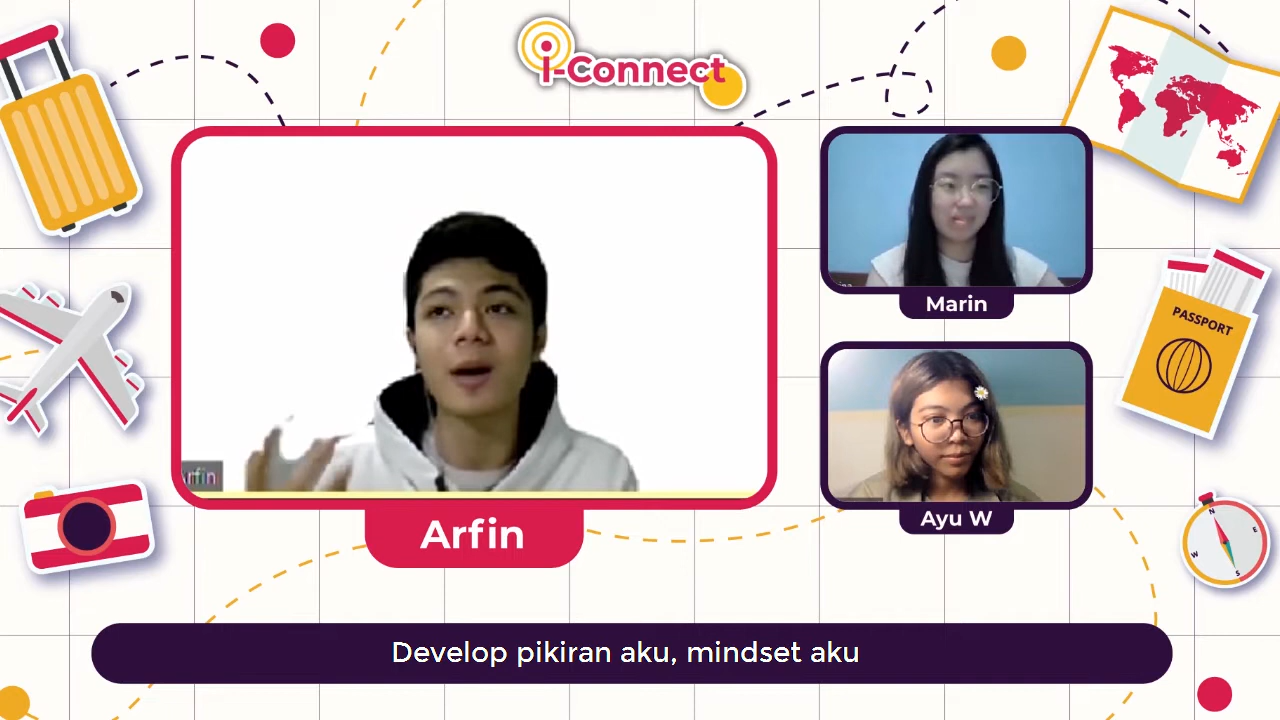 i-Connect
PASSPORT
Marin
Arfin
Ayu W
N
E
W
S
Develop pikiran aku, mindset aku